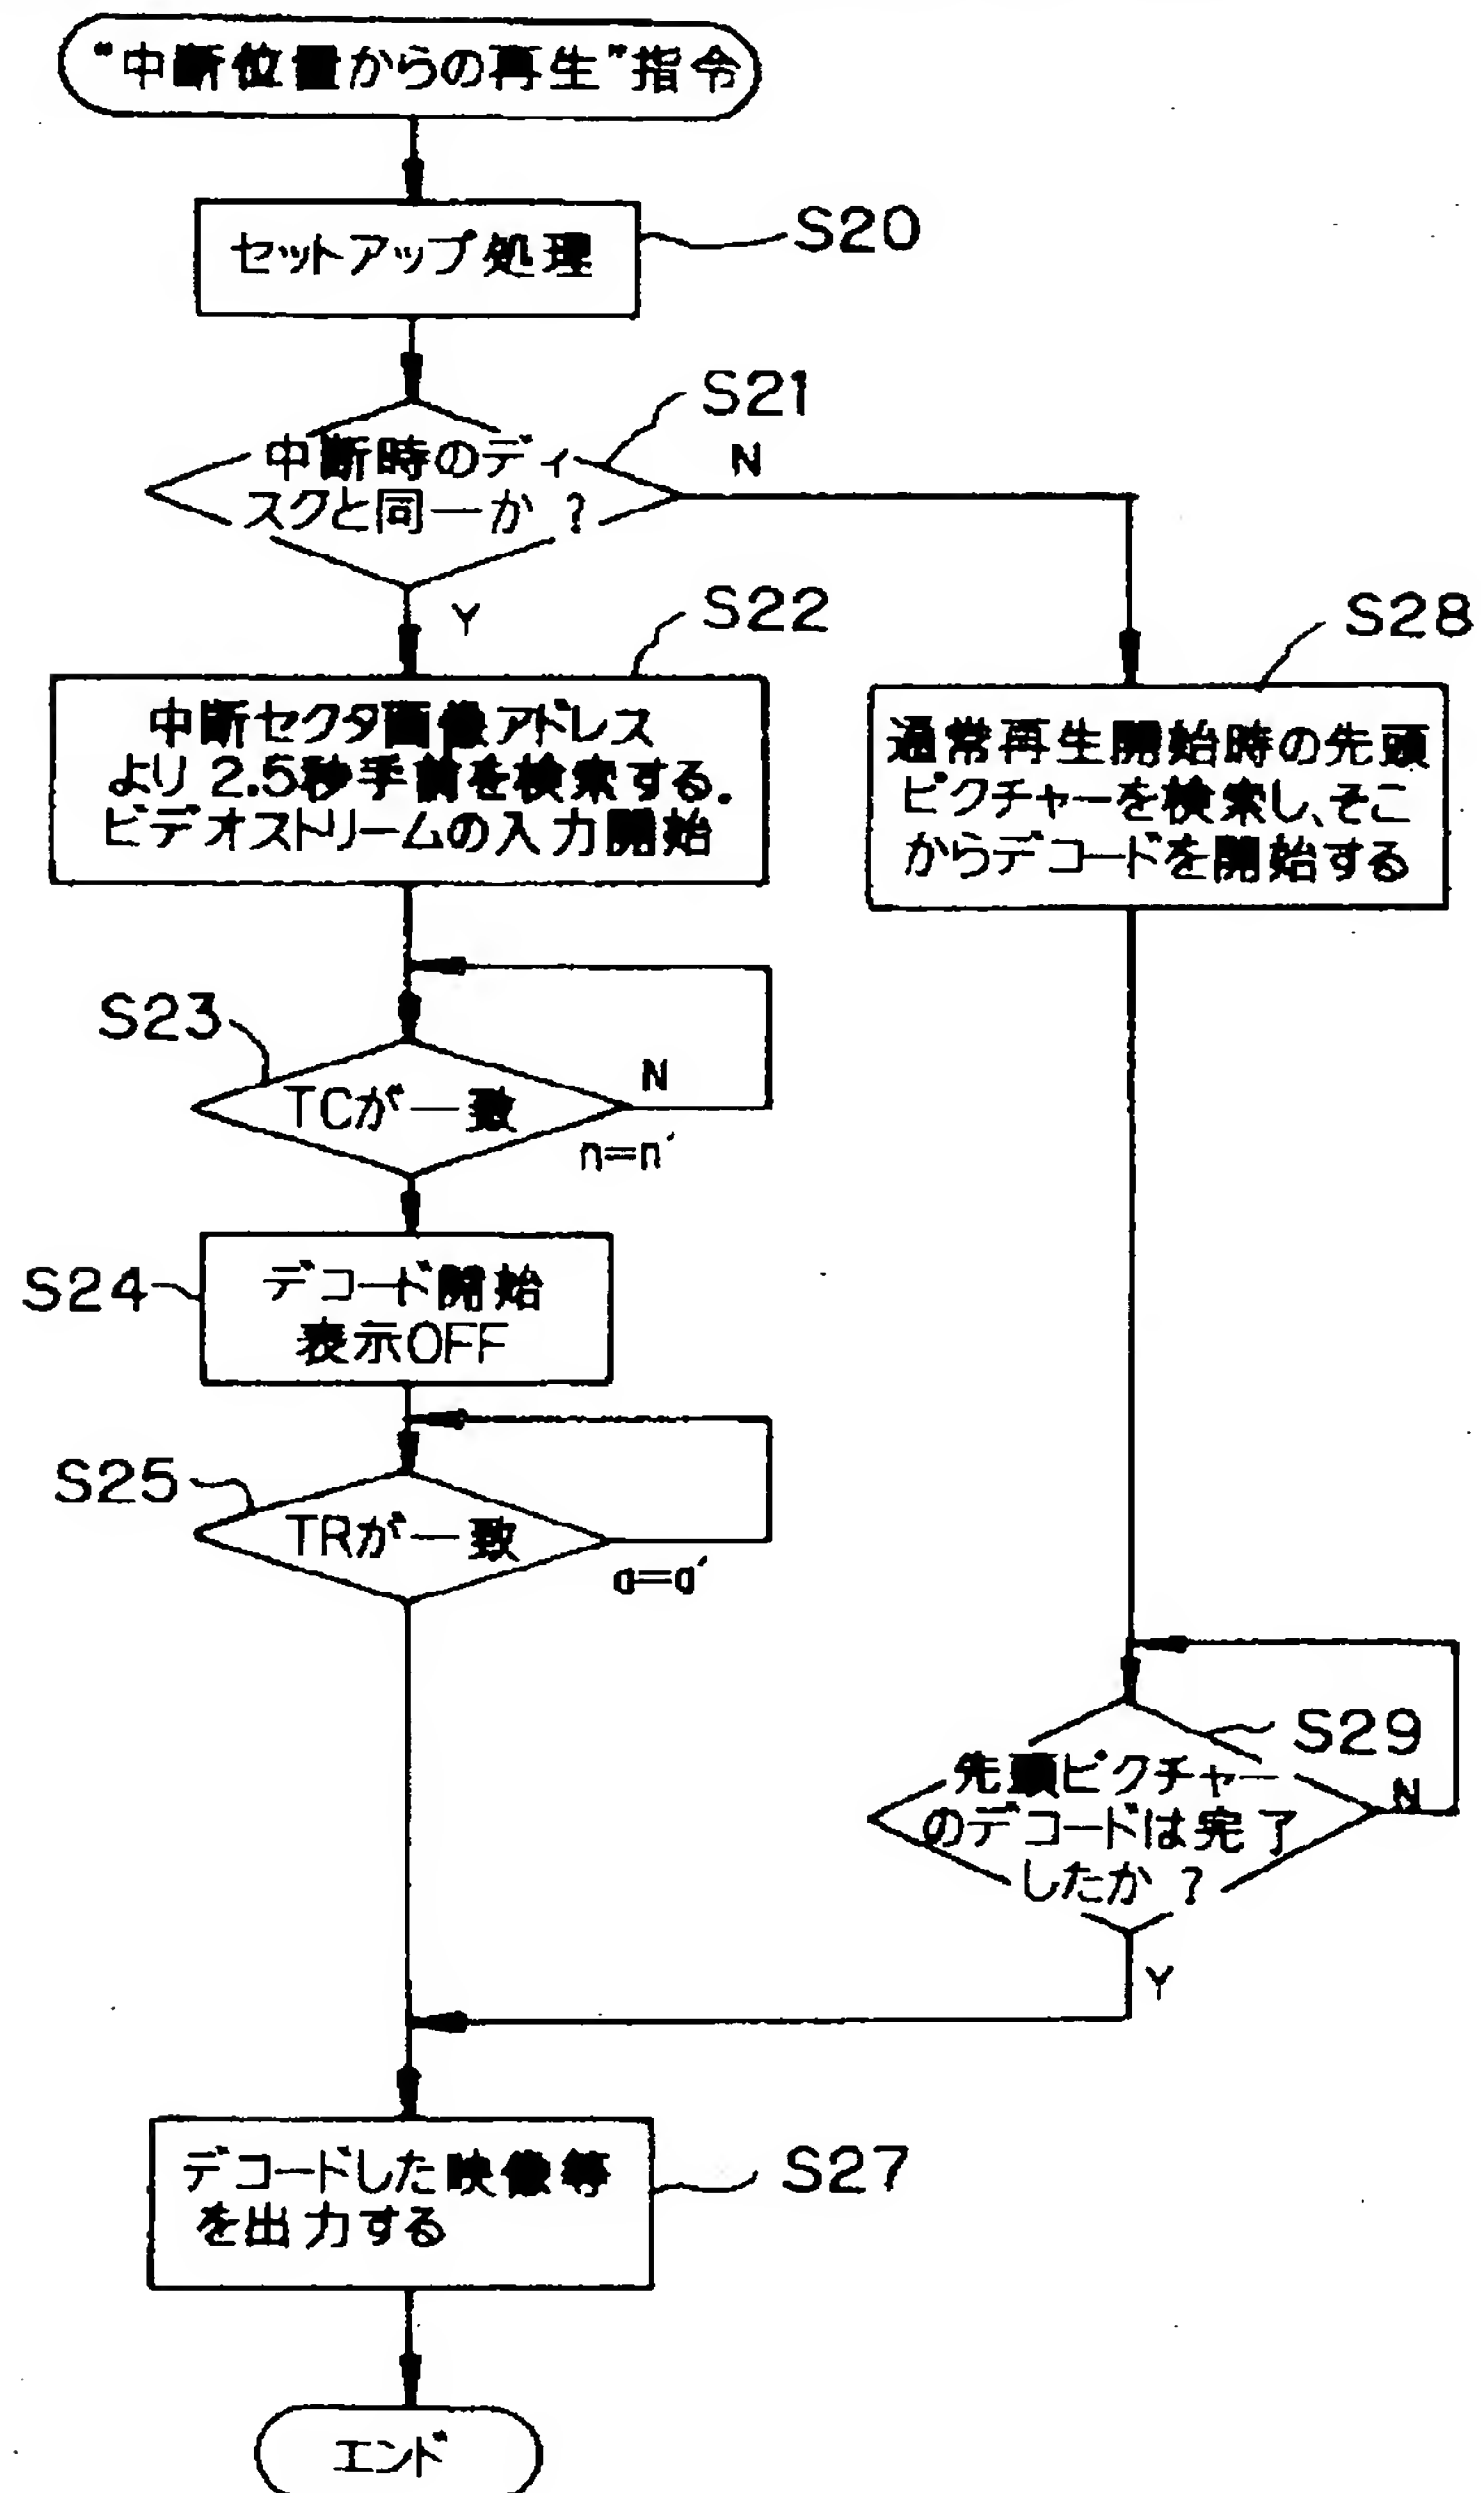 “中断位置からの再生”指令
セットアップ処理
S20
S21
中断時のディ
スクと同一か？
N
Y
S22
中断セクタ画像アドレス
より2.5秒手前を検索する.
ビデオストリームの入力開始
S28
通常再生開始時の先頭
ピクチャーを検索し、そこ
からデコードを開始する
S23
TCが一致
N
n=n′
S24
デコード開始
表示OFF
S25
TRが一致
a=a′
S29
先頭ピクチャー
のデコードは完了
したか？
N
Y
デコードした映像等
を出力する
S27
エンド